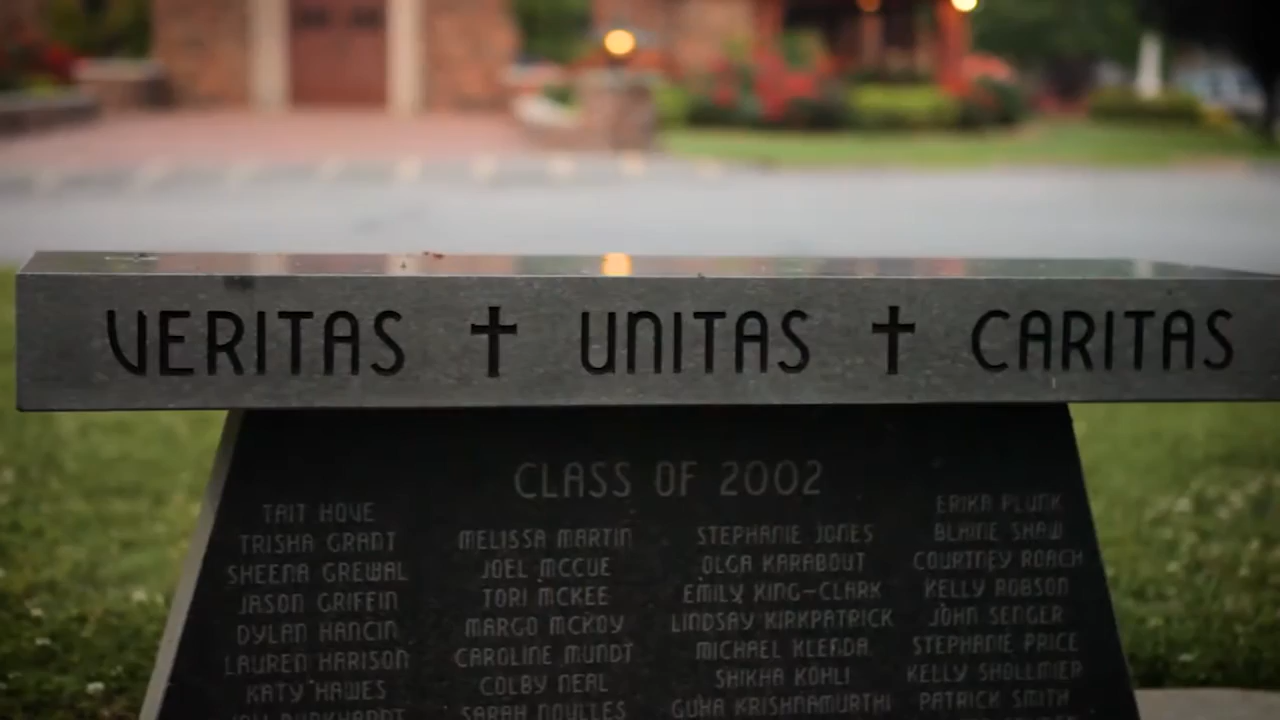 VERITAS † UNITAS † CARITAS
CLASS OF 2002
TAIT HOVE
TRISHA GRANT
SHEENA GREWAL
JASON GRIFFIN
DYLAN HANCIN
LAUREN HARISON
KATY HAWES
MELISSA MARTIN
JOEL MCCUE
TORI MCKEE
MARGO MCKOY
CAROLINE MUNDT
COLBY NEAL
SARAH
STEPHANIE JONES
OLGA KARABOUT
EMILY KING-CLARK
LINDSAY KIRKPATRICK
MICHAEL
SHIKHA KOHLI
GUHA KRISHNAMURTHI
ERIKA PLUNK
BLAINE SHAW
COURTNEY ROACH
KELLY ROBSON
JOHN SENGER
STEPHANIE PRICE
KELLY SHOLLMIER
PATRICK SMITH